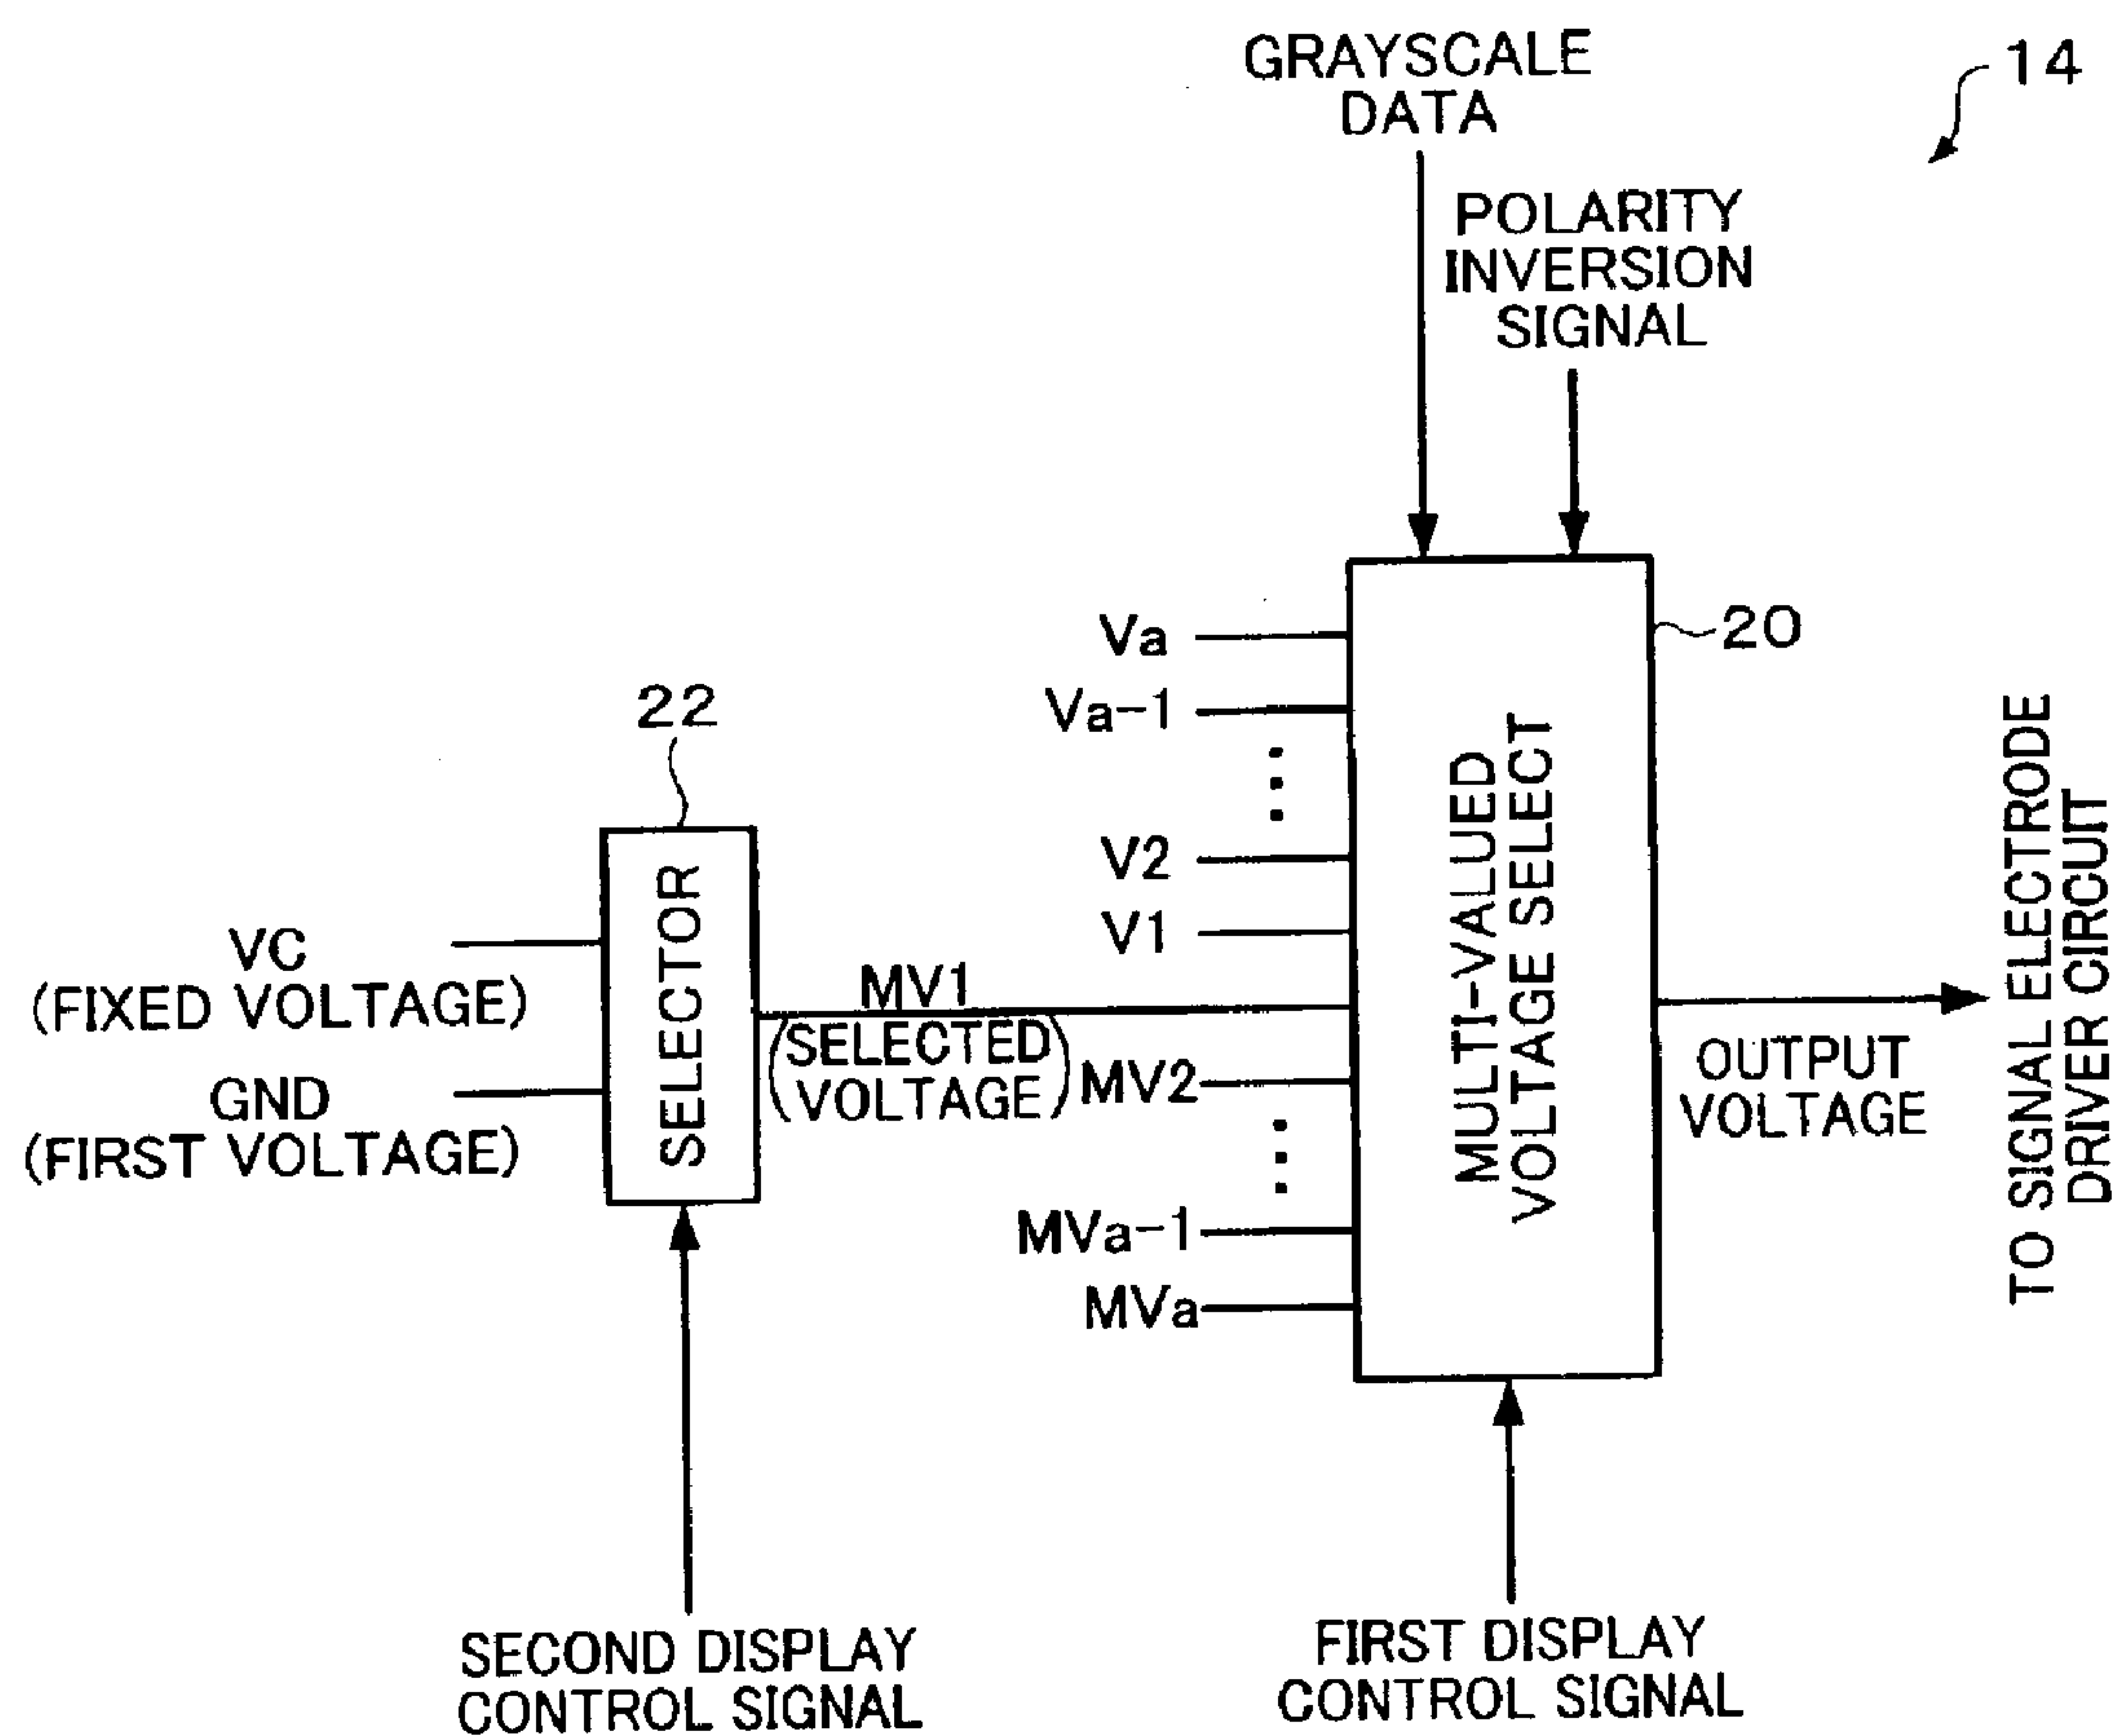 GRAYSCALE
DATA
14
POLARITY
INVERSION
SIGNAL
Va
20
Va-1
22
V2
V1
MULTI-VALUED
VOLTAGE SELECT
SELECTOR
VC
(FIXED VOLTAGE)
MV1
(SELECTED
VOLTAGE)
GND
(FIRST VOLTAGE)
MV2
OUTPUT
VOLTAGE
TO SIGNAL ELECTRODE
DRIVER CIRCUIT
MVa-1
MVa
SECOND DISPLAY
CONTROL SIGNAL
FIRST DISPLAY
CONTROL SIGNAL